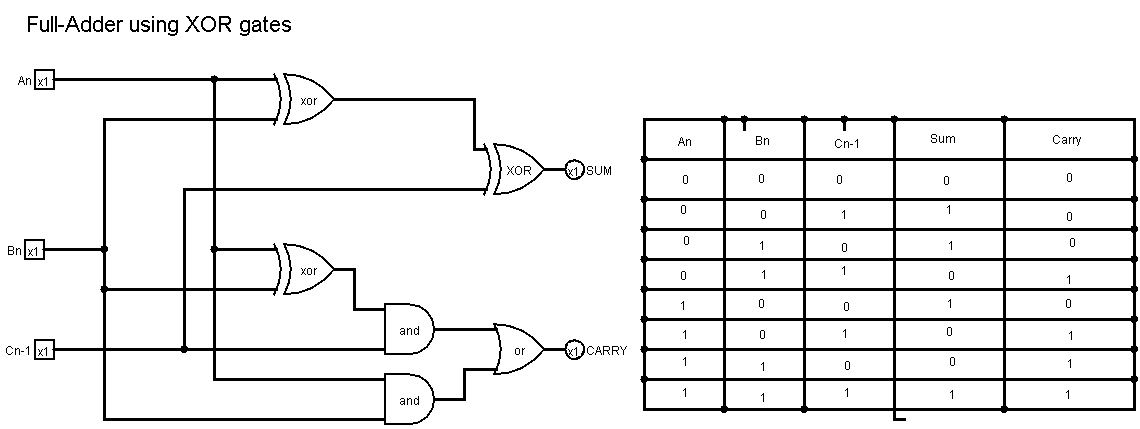 Full-Adder using XOR gates
An x1
xor
XOR
x1 SUM
Bn x1
xor
and
Cn-1 x1
or
x1 CARRY
and
An Bn Cn-1 Sum Carry
0 0 0 0 0
0 0 1 1 0
0 1 0 1 0
0 1 1 0 1
1 0 0 1 0
1 0 1 0 1
1 1 0 0 1
1 1 1 1 1